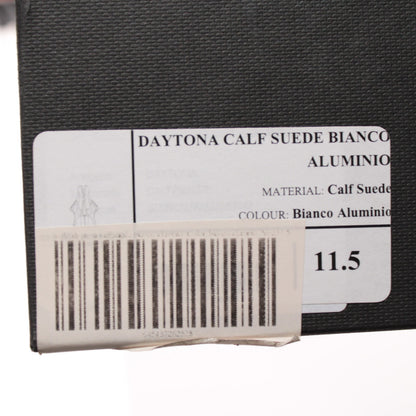 DAYTONA CALF SUEDE BIANCO
ALUMINIO
MATERIAL: Calf Suede
COLOUR: Bianco Aluminio
11.5